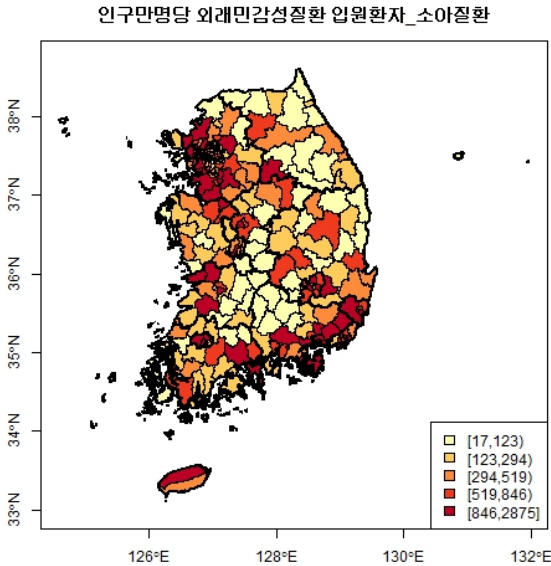 인구만명당 외래민감성질환 입원환자_소아질환
38°N
37°N
36°N
35°N
34°N
33°N
126°E
128°E
130°E
132°E
[17,123)
[123,294)
[294,519)
[519,846)
[846,2875]